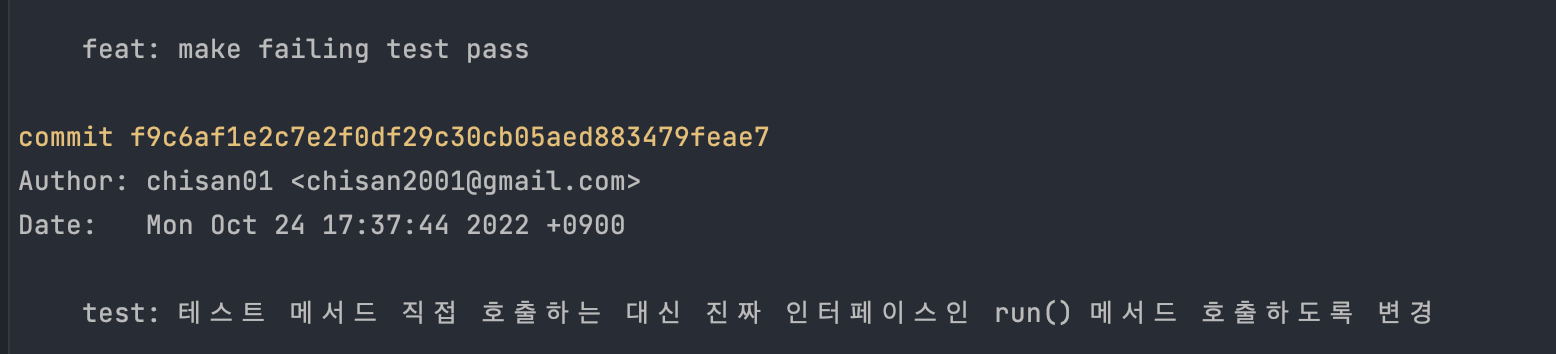 feat: make failing test pass
commit f9c6af1e2c7e2f0df29c30cb05aed883479feae7
Author: chisan01 <chisan2001@gmail.com>
Date:   Mon Oct 24 17:37:44 2022 +0900
test: 테스트 메서드 직접 호출하는 대신 진짜 인터페이스인 run() 메서드 호출하도록 변경